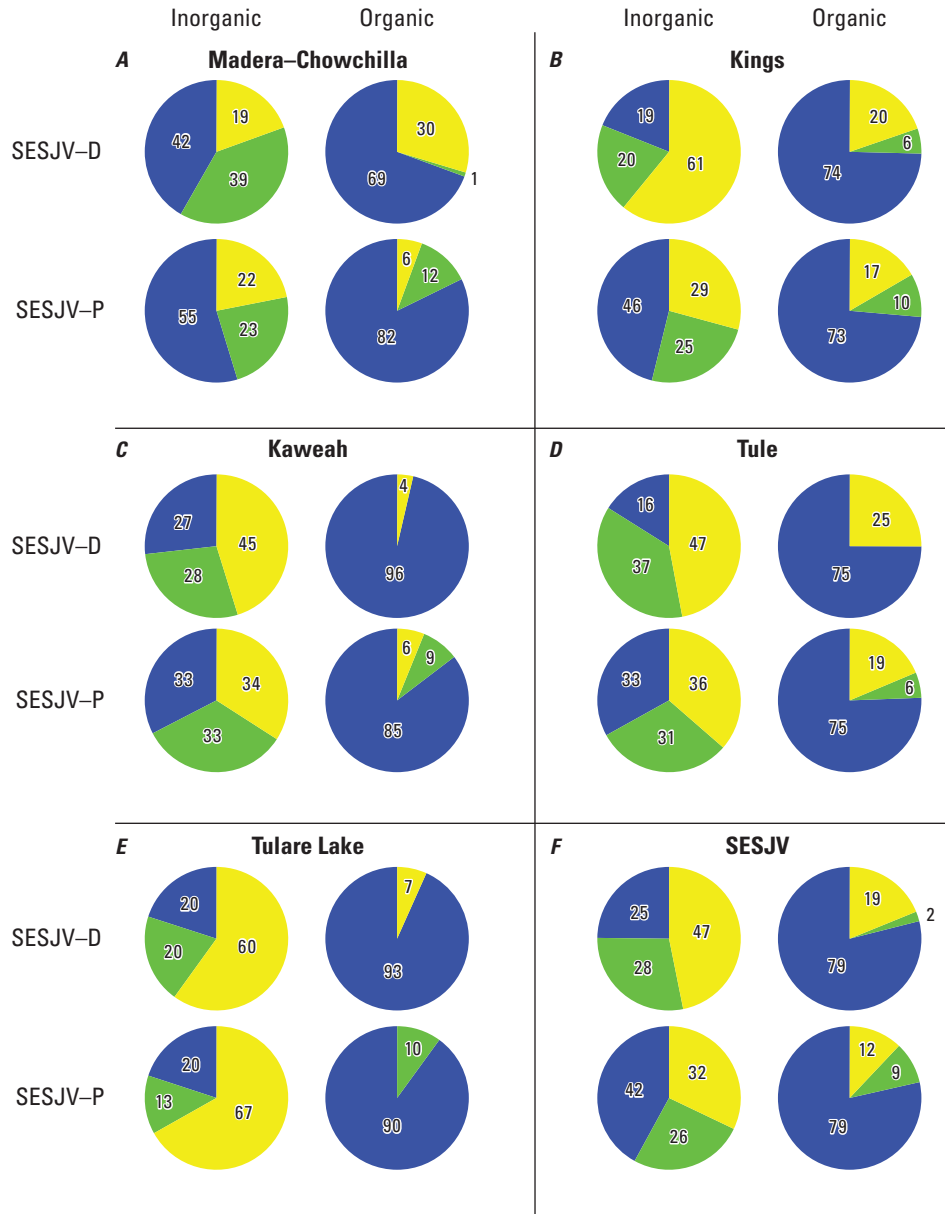 Inorganic Organic Inorganic Organic
A Madera–Chowchilla B Kings
SESJV–D
42 19 39
30 1 69
19 61 20
20 6 74
SESJV–P
55 22 23
6 12 82
46 29 25
17 10 73
C Kaweah D Tule
SESJV–D
27 45 28
4 96
16 47 37
25 75
SESJV–P
33 34 33
6 9 85
33 36 31
19 6 75
E Tulare Lake F SESJV
SESJV–D
20 60 20
7 93
25 47 28
19 2 79
SESJV–P
20 67 13
10 90
42 32 26
12 9 79